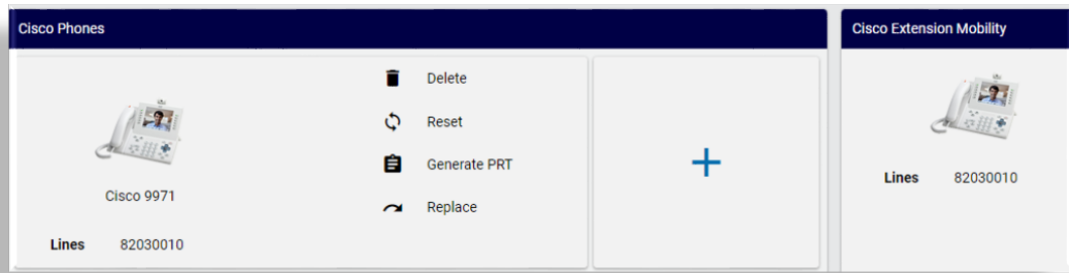 Cisco Phones
Cisco 9971
Lines 82030010
Delete
Reset
Generate PRT
Replace
Cisco Extension Mobility
Lines 82030010